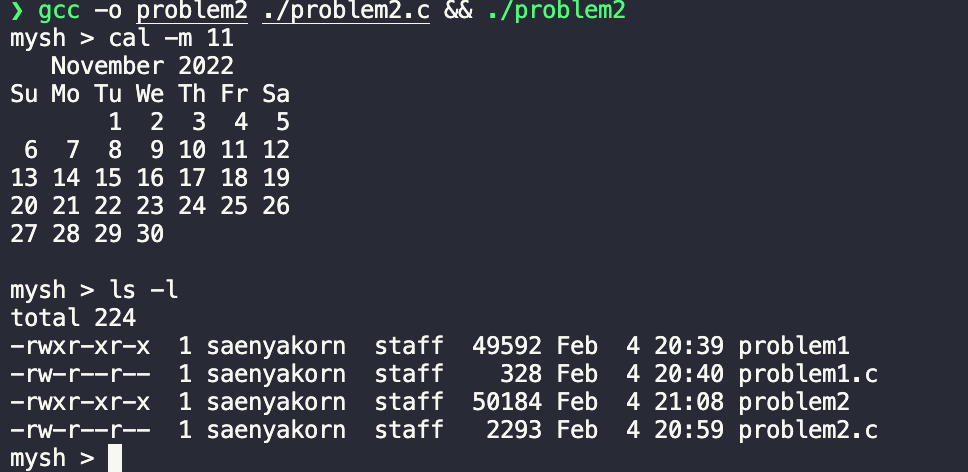 ❯ gcc -o problem2 ./problem2.c && ./problem2
mysh > cal -m 11
   November 2022
Su Mo Tu We Th Fr Sa
       1  2  3  4  5
 6  7  8  9 10 11 12
13 14 15 16 17 18 19
20 21 22 23 24 25 26
27 28 29 30

mysh > ls -l
total 224
-rwxr-xr-x  1 saenyakorn  staff  49592 Feb  4 20:39 problem1
-rw-r--r--  1 saenyakorn  staff    328 Feb  4 20:40 problem1.c
-rwxr-xr-x  1 saenyakorn  staff  50184 Feb  4 21:08 problem2
-rw-r--r--  1 saenyakorn  staff   2293 Feb  4 20:59 problem2.c
mysh >